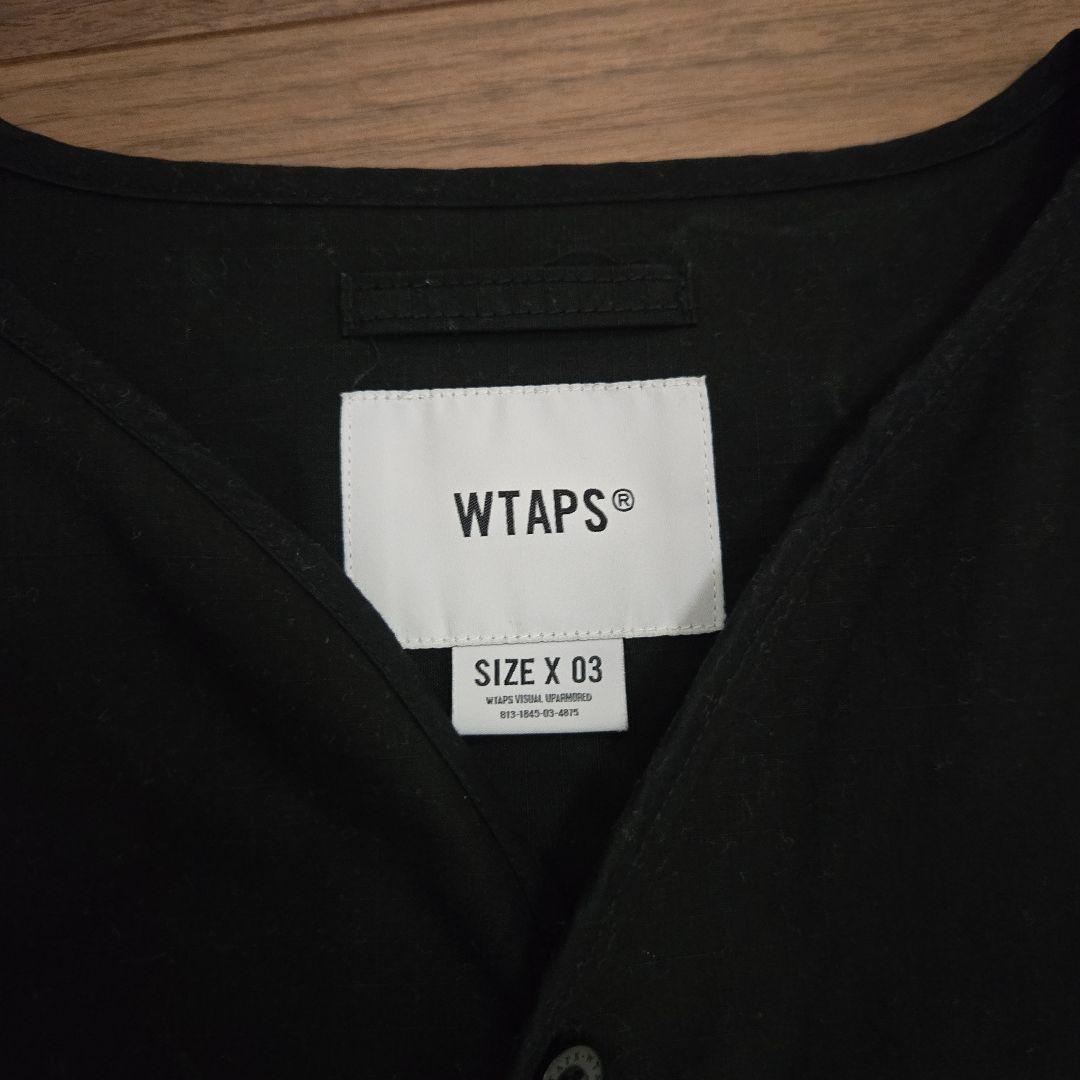 WTAPS®
SIZE X 03
WTAPS VISUAL UPARMORED
813-1845-03-4875